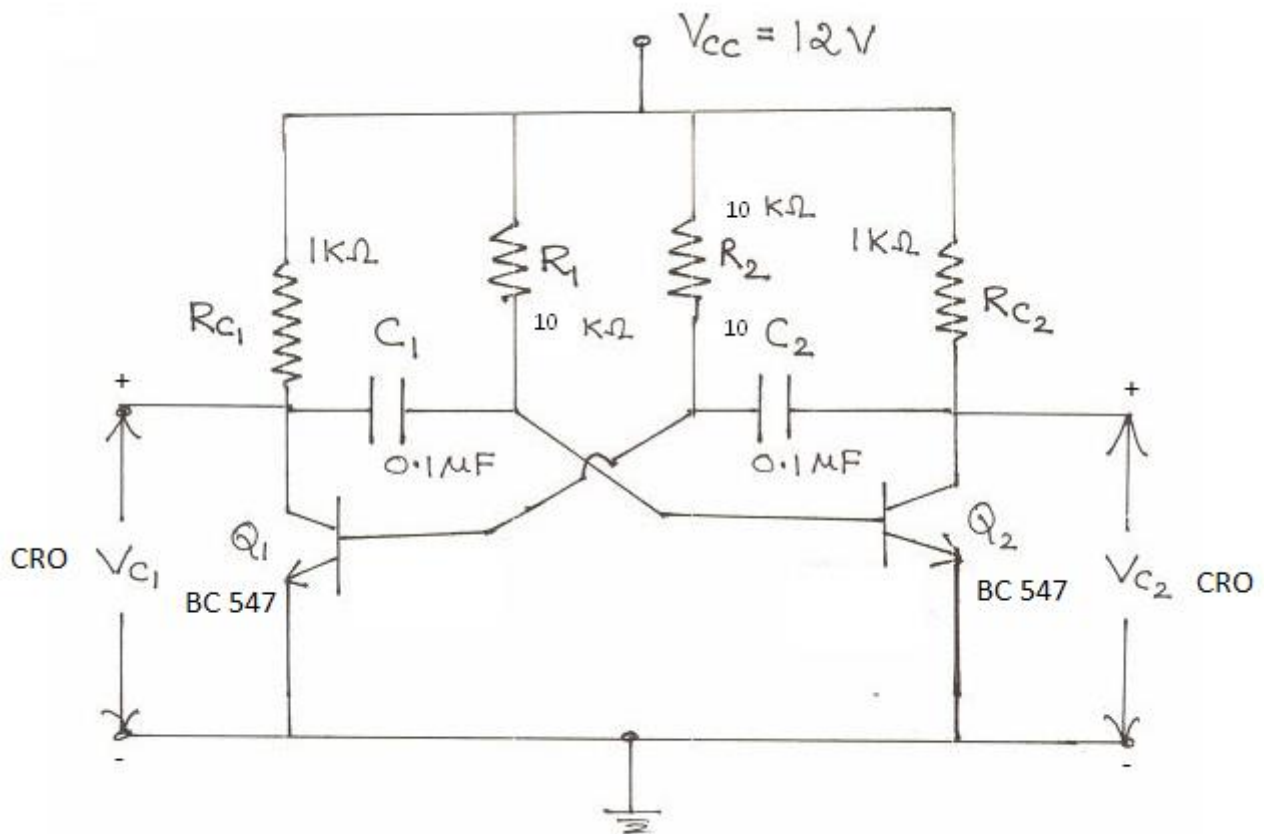 VCC = 12V
10 KΩ
1KΩ
1KΩ
R1
R2
RC1
RC2
10 KΩ
10
C1
C2
+
+
0.1µF
0.1µF
Q1
Q2
CRO
VC1
VC2
CRO
BC 547
BC 547
-
-